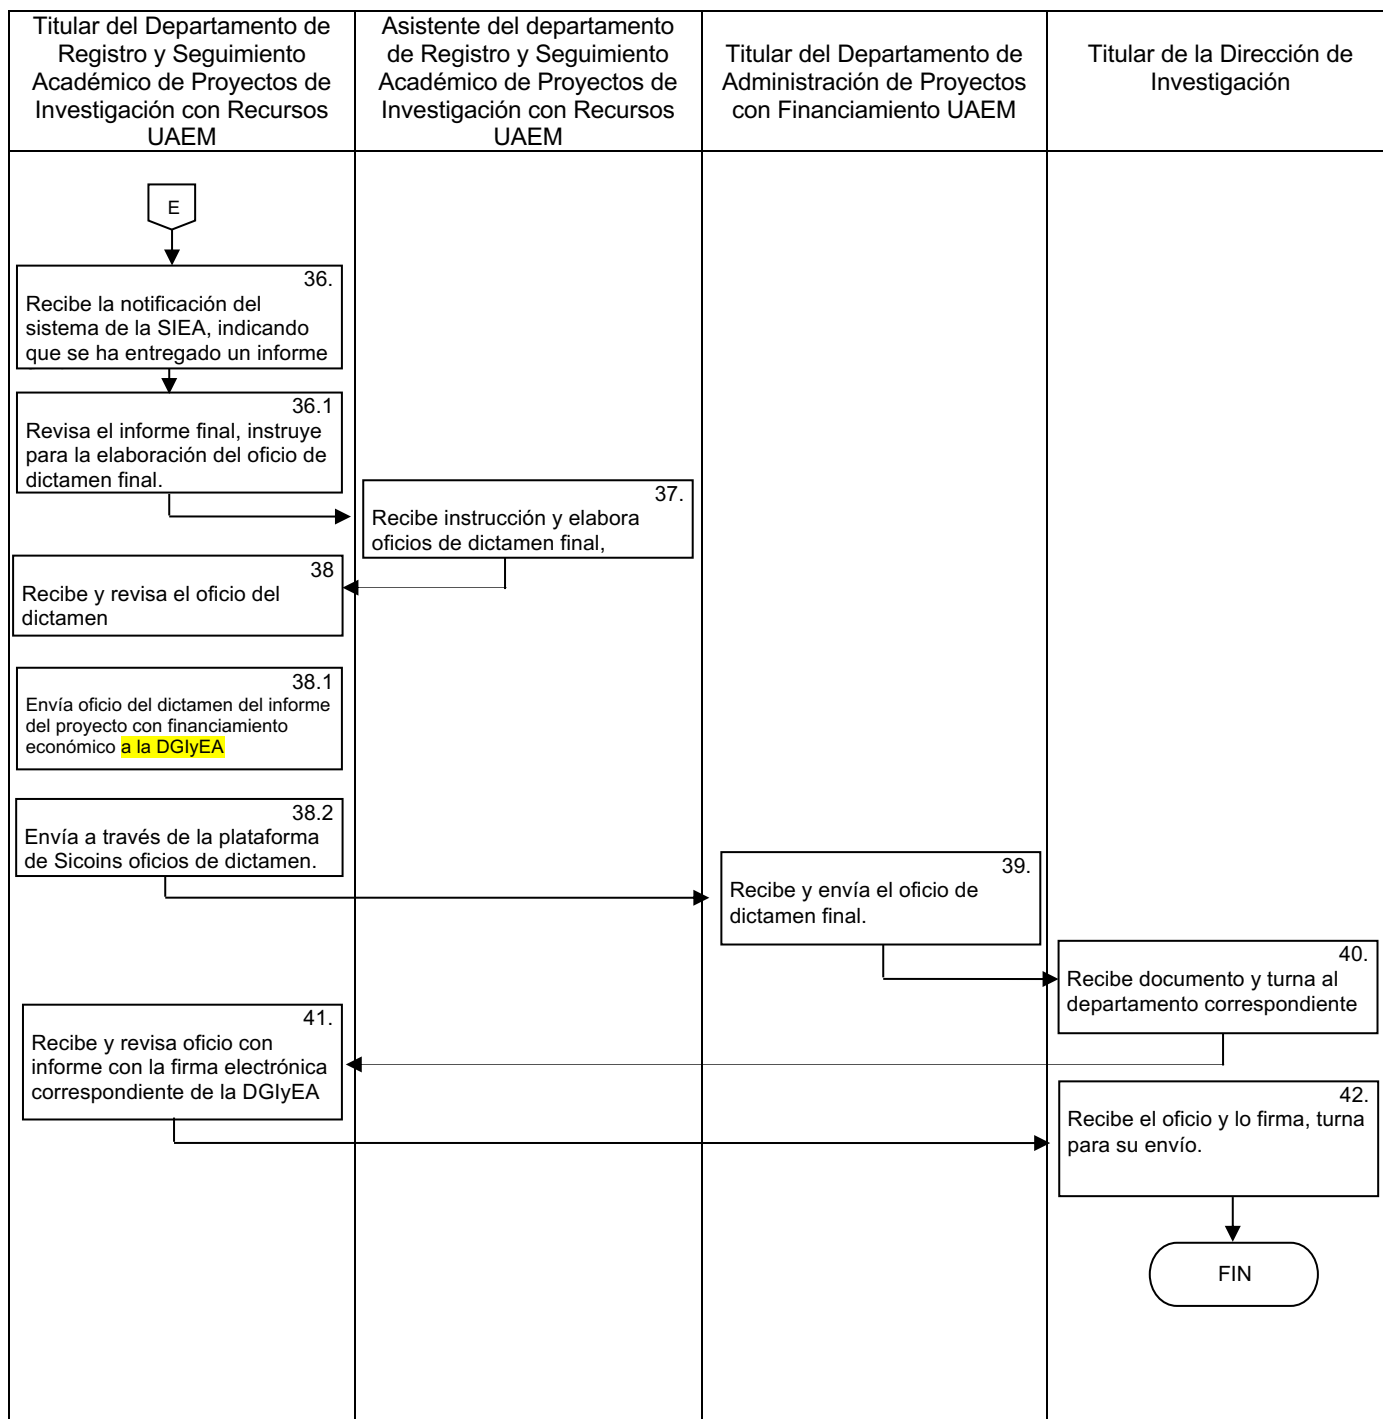 Titular del Departamento de
Registro y Seguimiento
Académico de Proyectos de
Investigación con Recursos
UAEM
Asistente del departamento
de Registro y Seguimiento
Académico de Proyectos de
Investigación con Recursos
UAEM
Titular del Departamento de
Administración de Proyectos
con Financiamiento UAEM
Titular de la Dirección de
Investigación
E
36.
Recibe la notificación del
sistema de la SIEA, indicando
que se ha entregado un informe
36.1
Revisa el informe final, instruye
para la elaboración del oficio de
dictamen final.
37.
Recibe instrucción y elabora
oficios de dictamen final,
38
Recibe y revisa el oficio del
dictamen
38.1
Envía oficio del dictamen del informe
del proyecto con financiamiento
económico a la DGIyEA
38.2
Envía a través de la plataforma
de Sicoins oficios de dictamen.
39.
Recibe y envía el oficio de
dictamen final.
40.
Recibe documento y turna al
departamento correspondiente
41.
Recibe y revisa oficio con
informe con la firma electrónica
correspondiente de la DGIyEA
42.
Recibe el oficio y lo firma, turna
para su envío.
FIN